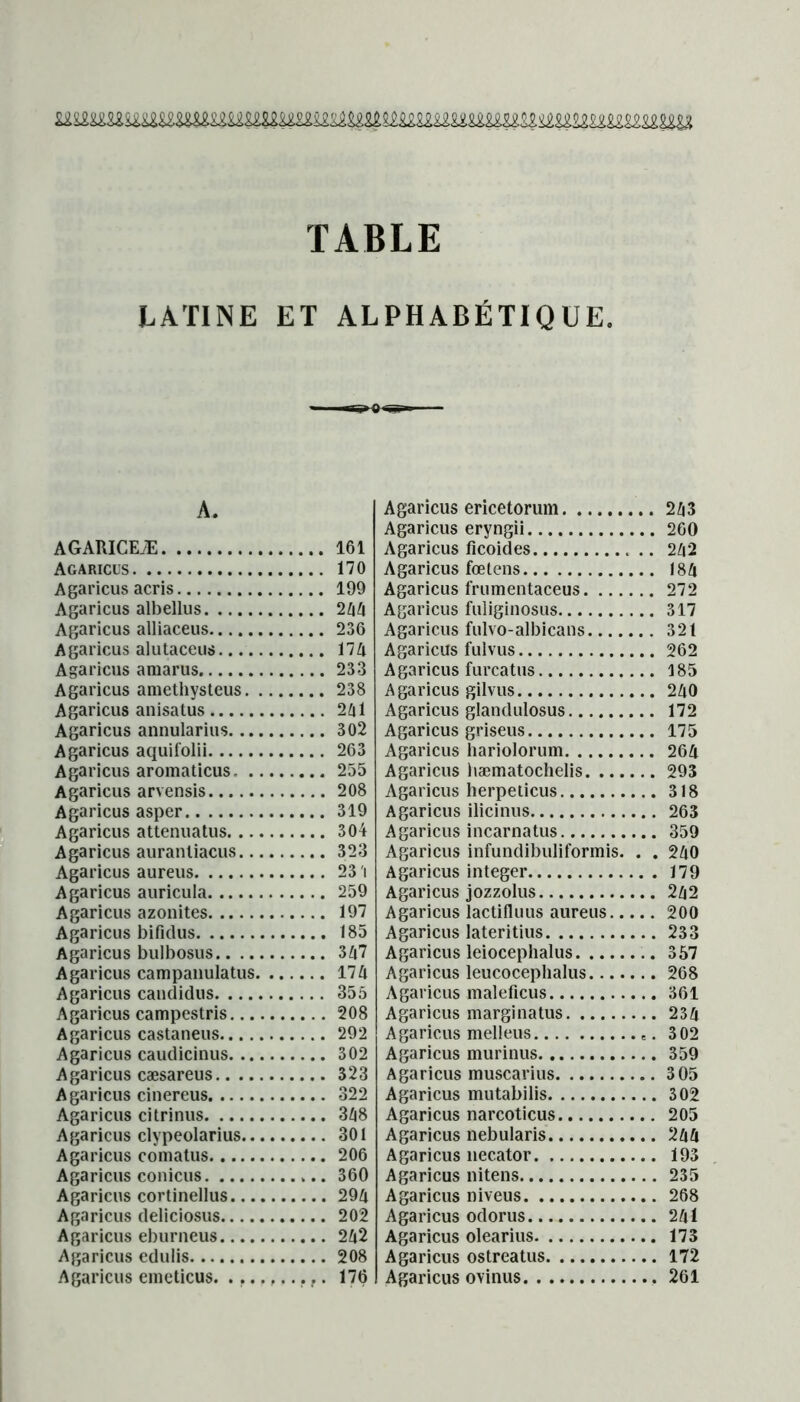 TABLE
LATINE ET ALPHABÉTIQUE.
A.
AGARICEÆ. . . . . . . . . . . . . . . . . 161
AGARICUS. . . . . . . . . . . . . . . . . . . 170
Agaricus acris. . . . . . . . . . . . . . . 199
Agaricus albellus. . . . . . . . . . . . . 244
Agaricus alliaceus. . . . . . . . . . . . 236
Agaricus alutaceus. . . . . . . . . . . 174
Agaricus amarus. . . . . . . . . . . . . 233
Agaricus amethysteus. . . . . . . . . 238
Agaricus anisatus . . . . . . . . . . . . 241
Agaricus annularius. . . . . . . . . . 302
Agaricus aquifolii. . . . . . . . . . . . 263
Agaricus aromaticus. . . . . . . . . . 255
Agaricus arvensis. . . . . . . . . . . . 208
Agaricus asper. . . . . . . . . . . . . . . 319
Agaricus attenuatus. . . . . . . . . . 304
Agaricus aurantiacus. . . . . . . . . 323
Agaricus aureus. . . . . . . . . . . . . 231
Agaricus auricula. . . . . . . . . . . . 259
Agaricus azonites. . . . . . . . . . . . 197
Agaricus bifidus. . . . . . . . . . . . . 185
Agaricus bulbosus. . . . . . . . . . . 347
Agaricus campanulatus. . . . . . . 174
Agaricus candidus. . . . . . . . . . . 355
Agaricus campestris. . . . . . . . . . 208
Agaricus castaneus. . . . . . . . . . . 292
Agaricus caudicinus. . . . . . . . . . 302
Agaricus cæsareus. . . . . . . . . . . 323
Agaricus cinereus. . . . . . . . . . . . 322
Agaricus citrinus. . . . . . . . . . . . 348
Agaricus clypeolarius. . . . . . . . . 301
Agaricus comatus. . . . . . . . . . . . 206
Agaricus conicus. . . . . . . . . . . . 360
Agaricus cortinellus. . . . . . . . . . 294
Agaricus deliciosus. . . . . . . . . . . 202
Agaricus eburneus. . . . . . . . . . . 242
Agaricus edulis. . . . . . . . . . . . . . 208
Agaricus emeticus. . . . . . . . . . . 176
Agaricus ericetorum. . . . . . . . . . 243
Agaricus eryngii. . . . . . . . . . . . . 260
Agaricus ficoides. . . . . . . . . . . . 242
Agaricus fœtens. . . . . . . . . . . . . 184
Agaricus frumentaceus. . . . . . . . 272
Agaricus fuliginosus. . . . . . . . . . 317
Agaricus fulvo-albicans. . . . . . . 321
Agaricus fulvus. . . . . . . . . . . . . . 262
Agaricus furcatus. . . . . . . . . . . . 185
Agaricus gilvus. . . . . . . . . . . . . . 240
Agaricus glandulosus. . . . . . . . . 172
Agaricus griseus. . . . . . . . . . . . . 175
Agaricus hariolorum. . . . . . . . . . 264
Agaricus hæmatochelis. . . . . . . 293
Agaricus herpeticus. . . . . . . . . . 318
Agaricus ilicinus. . . . . . . . . . . . . 263
Agaricus incarnatus. . . . . . . . . . 359
Agaricus infundibuliformis. . . 240
Agaricus integer. . . . . . . . . . . . . 179
Agaricus jozzolus. . . . . . . . . . . . 242
Agaricus lactifluus aureus. . . . . 200
Agaricus lateritius. . . . . . . . . . . 233
Agaricus leiocephalus. . . . . . . . 357
Agaricus leucocephalus. . . . . . . 268
Agaricus maleficus. . . . . . . . . . . 361
Agaricus marginatus. . . . . . . . . 234
Agaricus melleus. . . . . . . . . . . . 302
Agaricus murinus. . . . . . . . . . . . 359
Agaricus muscarius. . . . . . . . . . 305
Agaricus mutabilis. . . . . . . . . . . 302
Agaricus narcoticus. . . . . . . . . . 205
Agaricus nebularis. . . . . . . . . . . 244
Agaricus necator. . . . . . . . . . . . 193
Agaricus nitens. . . . . . . . . . . . . . 235
Agaricus niveus. . . . . . . . . . . . . 268
Agaricus odorus. . . . . . . . . . . . . 241
Agaricus olearius. . . . . . . . . . . . 173
Agaricus ostreatus. . . . . . . . . . . 172
Agaricus ovinus. . . . . . . . . . . . . 261